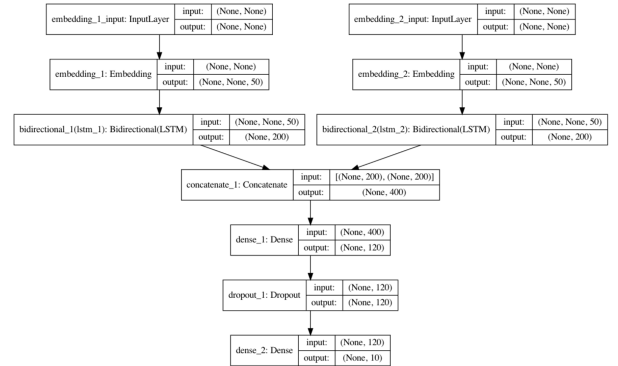 embedding_1_input: InputLayer input: (None, None)
output: (None, None)
embedding_2_input: InputLayer input: (None, None)
output: (None, None)
embedding_1: Embedding input: (None, None)
output: (None, None, 50)
embedding_2: Embedding input: (None, None)
output: (None, None, 50)
bidirectional_1(lstm_1): Bidirectional(LSTM) input: (None, None, 50)
output: (None, 200)
bidirectional_2(lstm_2): Bidirectional(LSTM) input: (None, None, 50)
output: (None, 200)
concatenate_1: Concatenate input: [(None, 200), (None, 200)]
output: (None, 400)
dense_1: Dense input: (None, 400)
output: (None, 120)
dropout_1: Dropout input: (None, 120)
output: (None, 120)
dense_2: Dense input: (None, 120)
output: (None, 10)